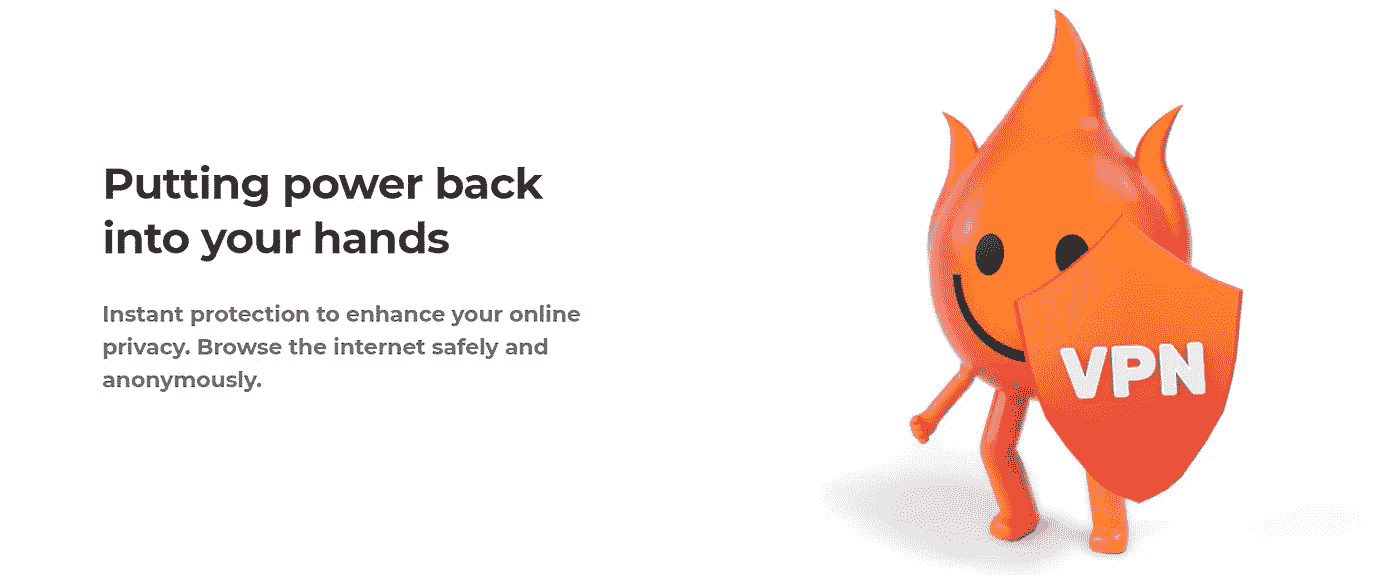 Putting power back
into your hands
Instant protection to enhance your online
privacy. Browse the internet safely and
anonymously.
VPN